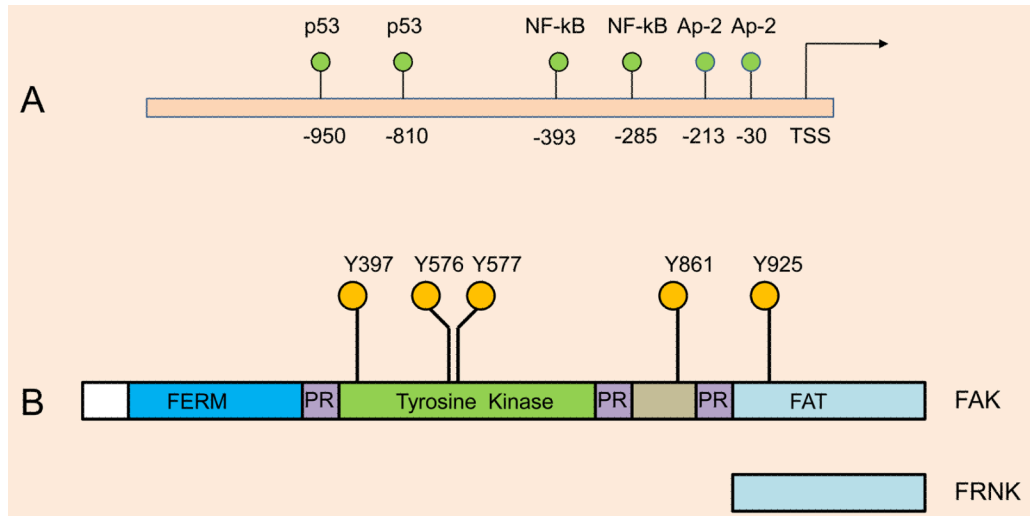 p53 p53 NF-kB NF-kB Ap-2 Ap-2
A
-950 -810 -393 -285 -213 -30 TSS
Y397 Y576 Y577 Y861 Y925
B FERM PR Tyrosine Kinase PR PR FAT FAK
FRNK